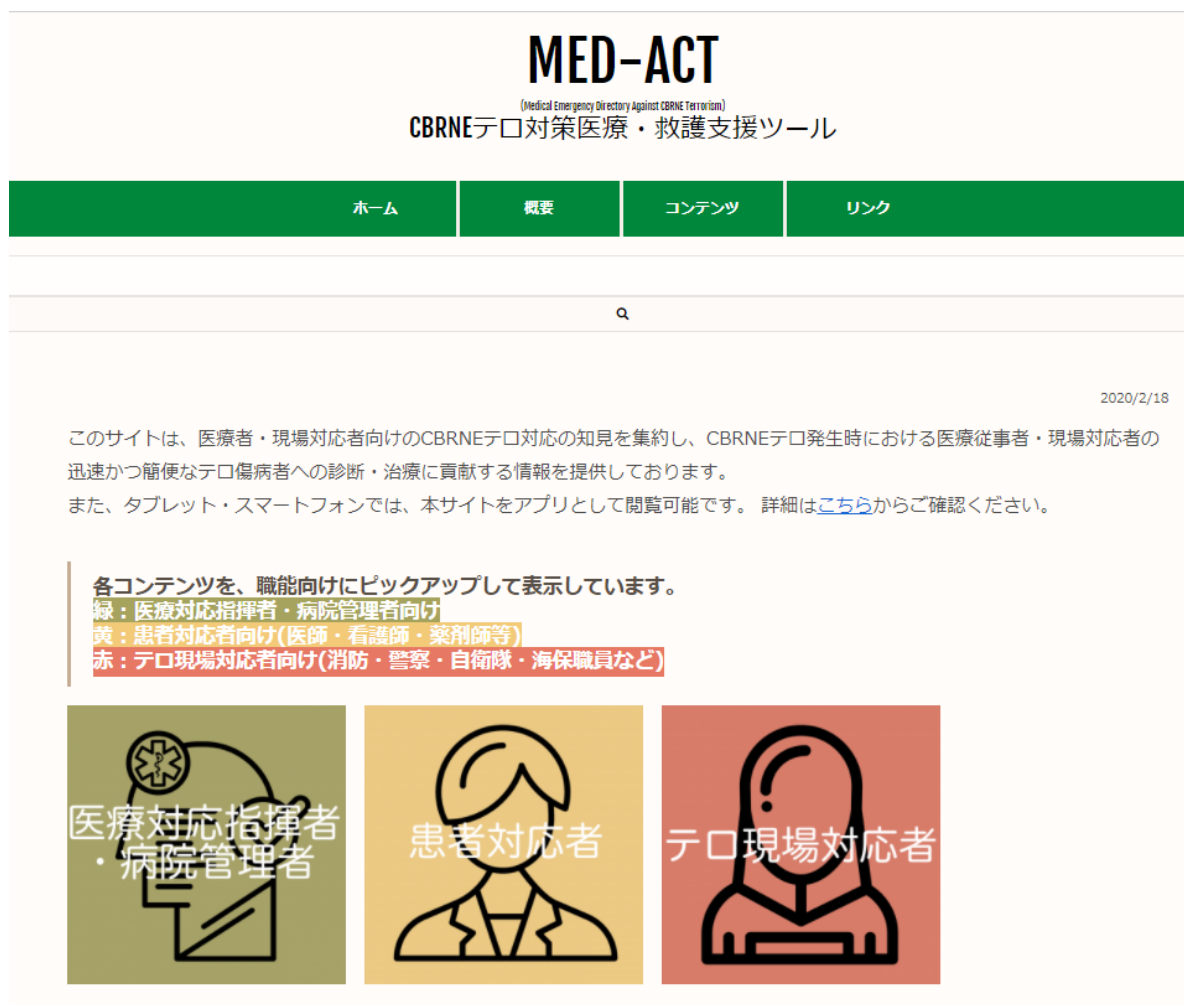 MED-ACT
(Medical Emergency Directory Against CBRNE Terrorism)
CBRNEテロ対策医療・救護支援ツール
ホーム 概要 コンテンツ リンク
2020/2/18
このサイトは、医療者・現場対応者向けのCBRNEテロ対応の知見を集約し、CBRNEテロ発生時における医療従事者・現場対応者の
迅速かつ簡便なテロ傷病者への診断・治療に貢献する情報を提供しております。
また、タブレット・スマートフォンでは、本サイトをアプリとして閲覧可能です。 詳細はこちらからご確認ください。
各コンテンツを、職能向けにピックアップして表示しています。
緑：医療対応指揮者・病院管理者向け
黄：患者対応者向け(医師・看護師・薬剤師等)
赤：テロ現場対応者向け(消防・警察・自衛隊・海保職員など)
医療対応指揮者
・病院管理者
患者対応者
テロ現場対応者